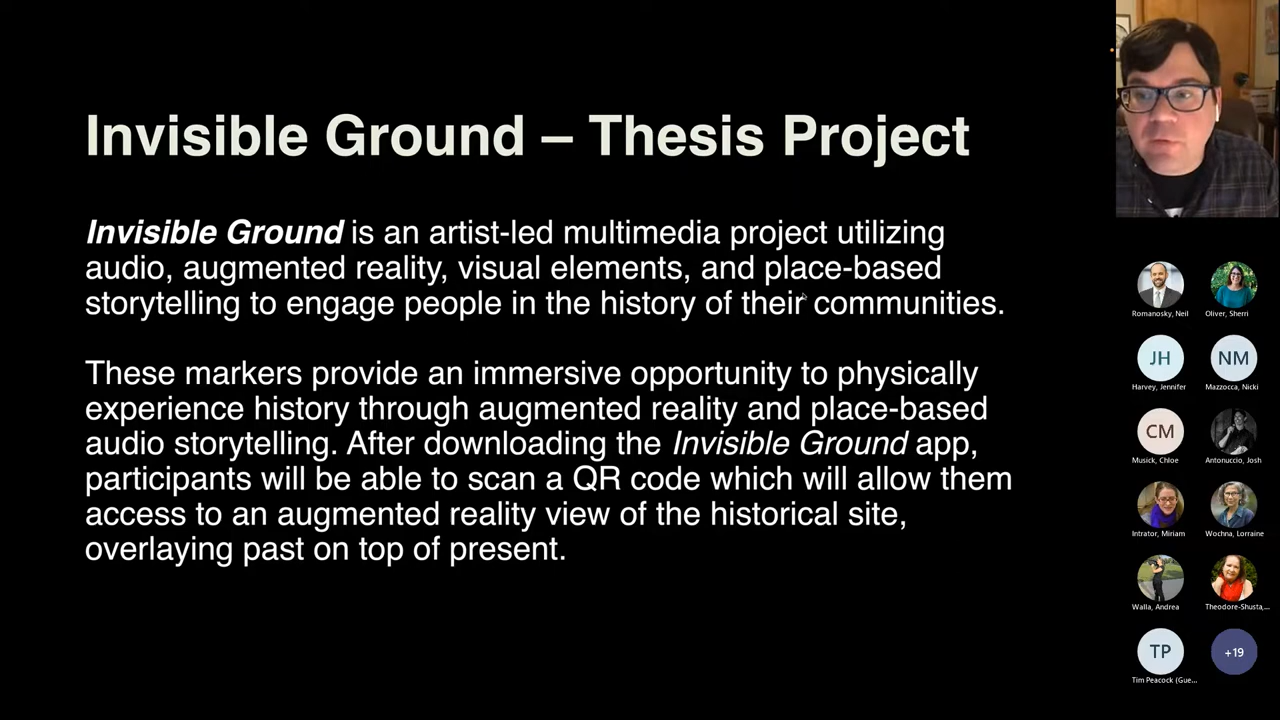 Invisible Ground – Thesis Project
Invisible Ground is an artist-led multimedia project utilizing
audio, augmented reality, visual elements, and place-based
storytelling to engage people in the history of their communities.
These markers provide an immersive opportunity to physically
experience history through augmented reality and place-based
audio storytelling. After downloading the Invisible Ground app,
participants will be able to scan a QR code which will allow them
access to an augmented reality view of the historical site,
overlaying past on top of present.
Romanosky, Neil
Oliver, Sherri
JH
NM
Harvey, Jennifer
Mazzocca, Nicki
CM
Musick, Chloe
Antonuccio, Josh
Intrator, Miriam
Wochna, Lorraine
Walla, Andrea
Theodore-Shusta,...
TP
+19
Tim Peacock (Gue...